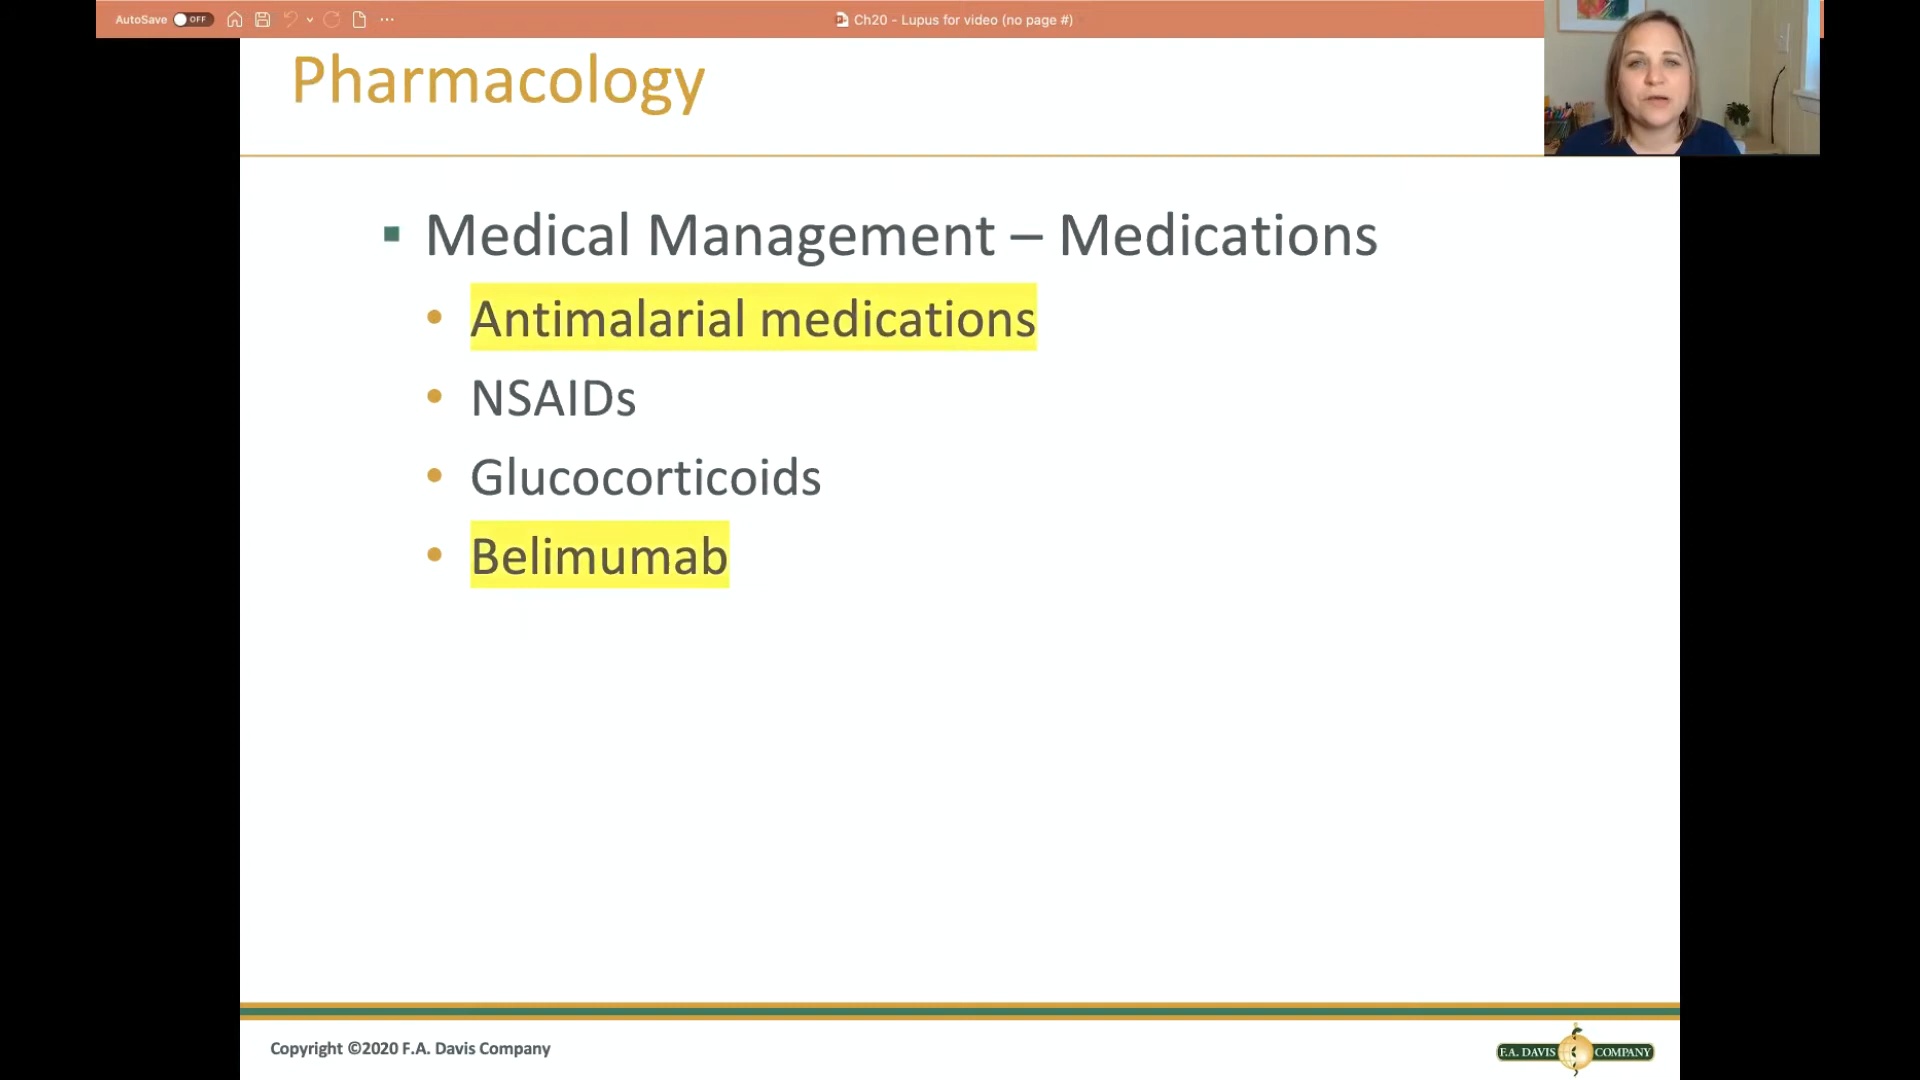 AutoSave OFF
Ch20 - Lupus for video (no page #)
Pharmacology
Medical Management – Medications
Antimalarial medications
NSAIDs
Glucocorticoids
Belimumab
Copyright ©2020 F.A. Davis Company
F.A. DAVIS COMPANY